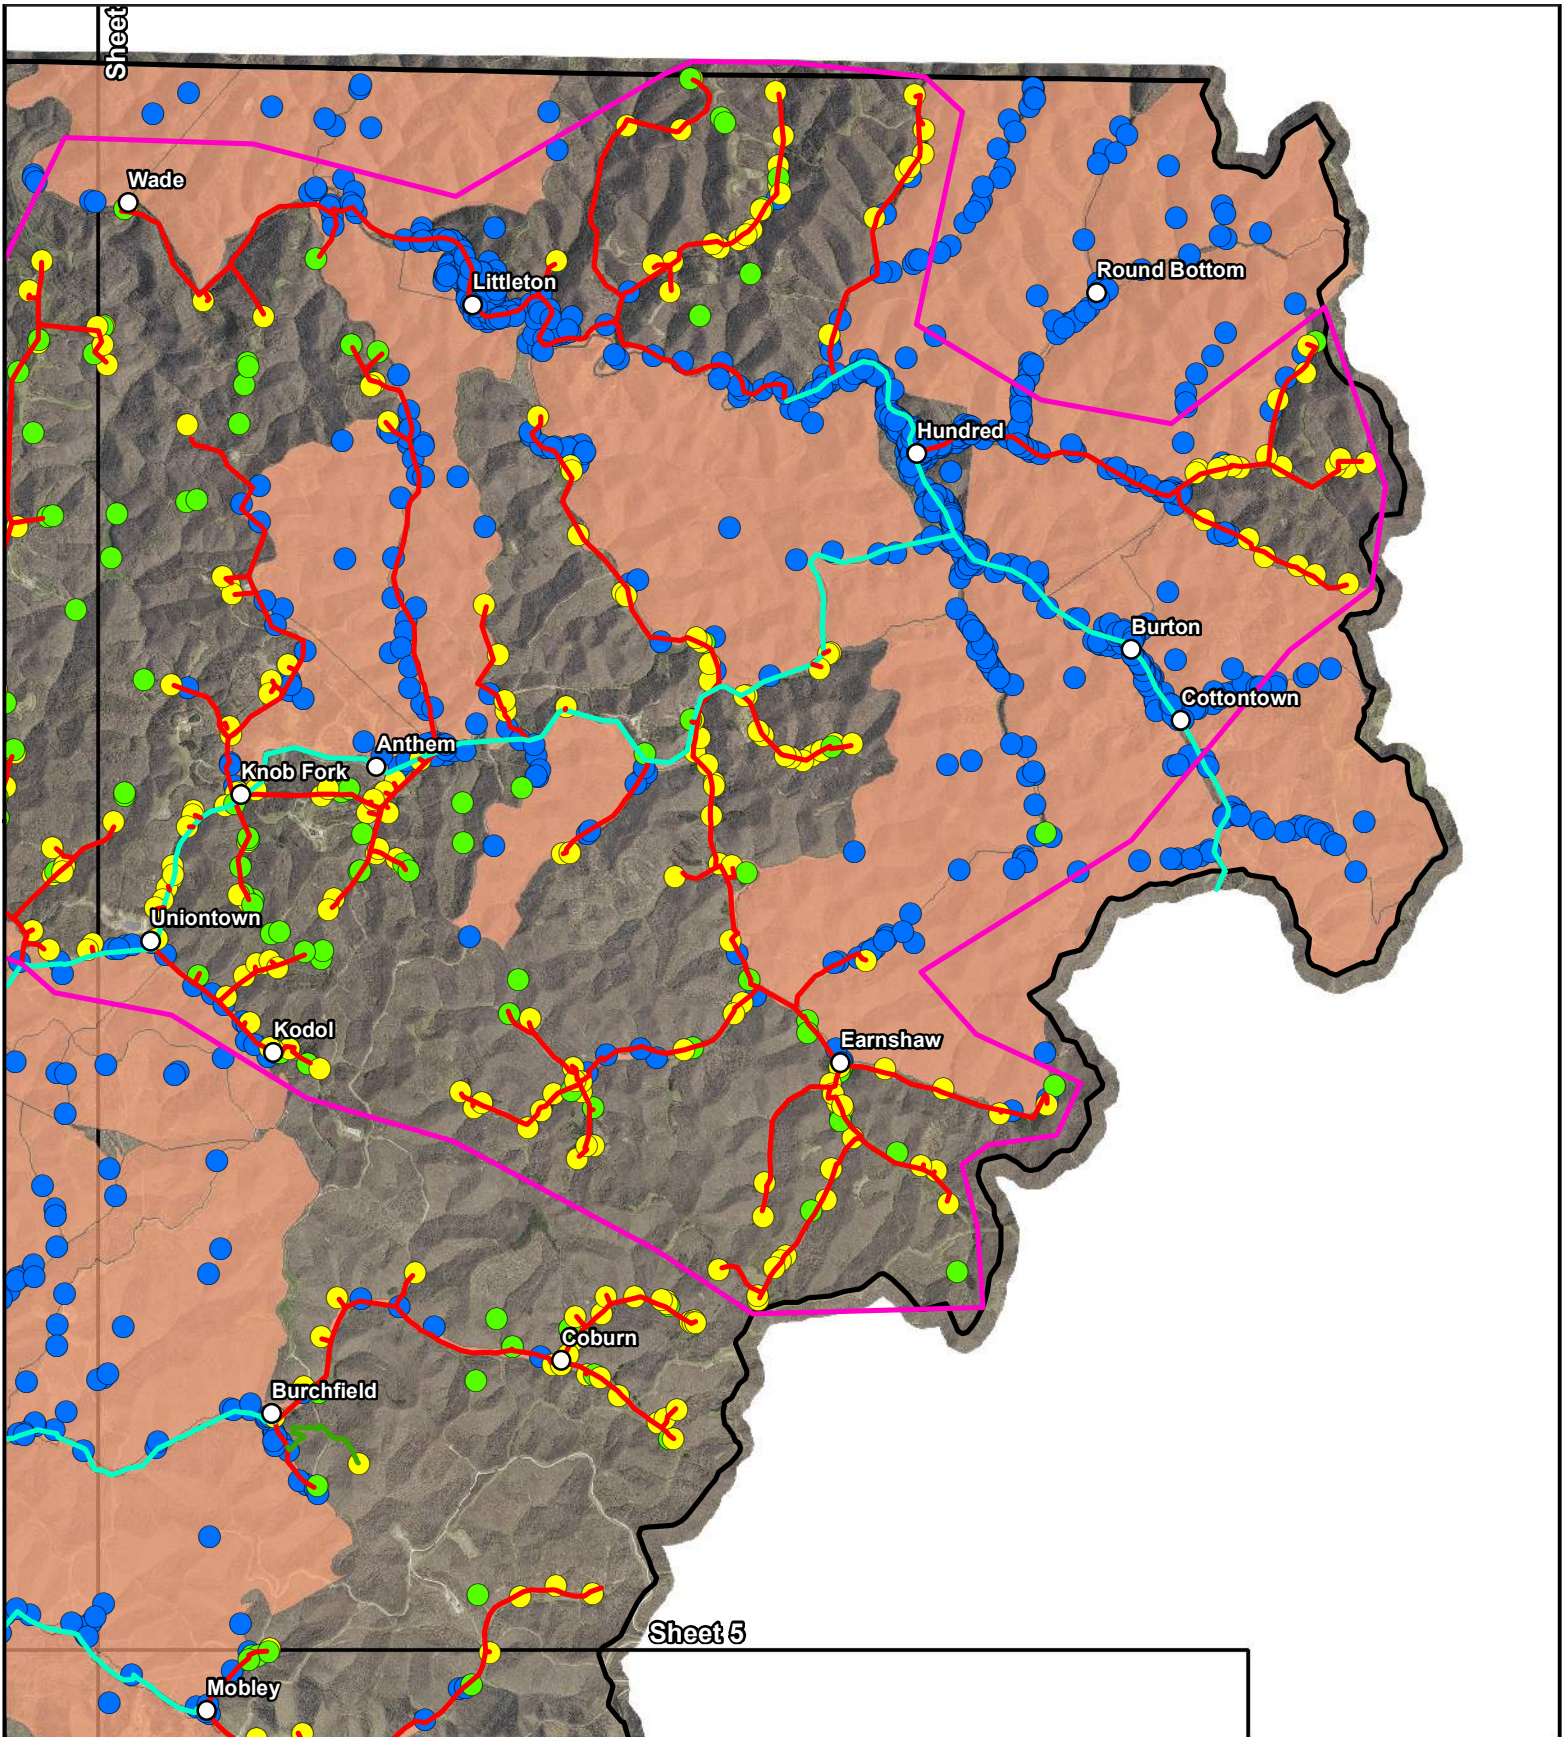 Sheet
Wade
Littleton
Round Bottom
Hundred
Burton
Cottontown
Anthem
Knob Fork
Uniontown
Kodol
Earnshaw
Coburn
Burchfield
Sheet 5
Mobley